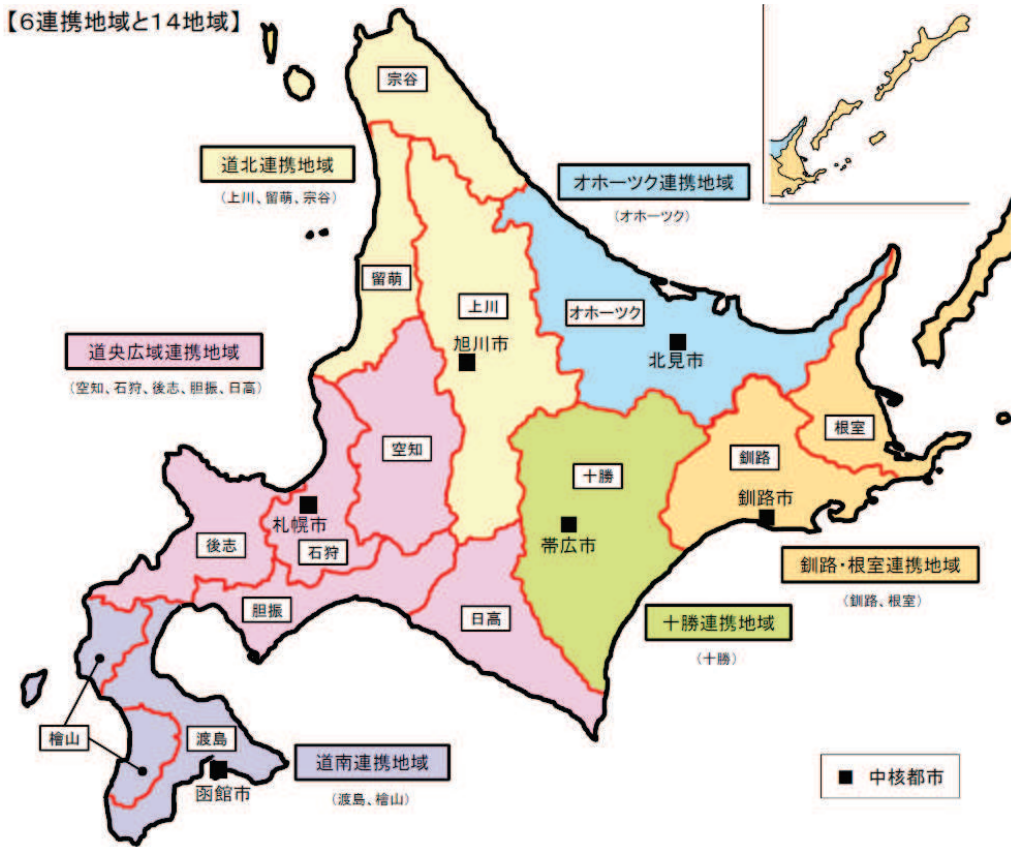 【6連携地域と14地域】
宗谷
道北連携地域
(上川、留萌、宗谷)
オホーツク連携地域
(オホーツク)
留萌
上川
オホーツク
旭川市
北見市
道央広域連携地域
(空知、石狩、後志、胆振、日高)
空知
十勝
釧路
根室
札幌市
釧路市
帯広市
後志
石狩
釧路・根室連携地域
(釧路、根室)
胆振
日高
十勝連携地域
(十勝)
檜山
渡島
道南連携地域
(渡島、檜山)
函館市
■ 中核都市